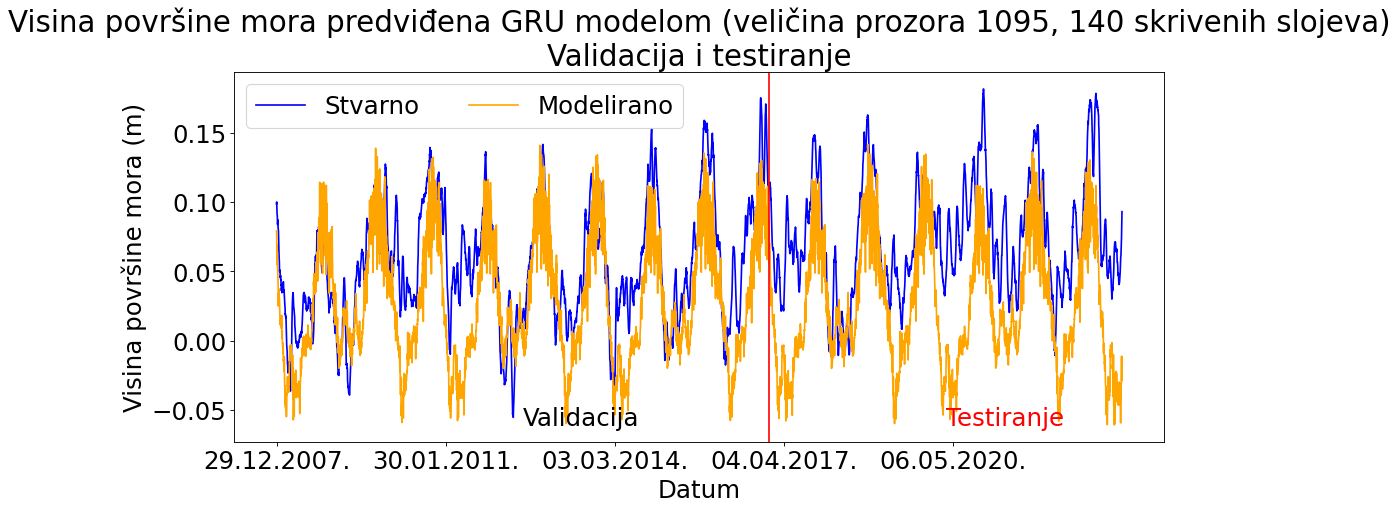 Visina površine mora predviđena GRU modelom (veličina prozora 1095, 140 skrivenih slojeva)
Validacija i testiranje
Stvarno
Modelirano
Visina površine mora (m)
0.15
0.10
0.05
0.00
−0.05
Validacija
Testiranje
29.12.2007.
30.01.2011.
03.03.2014.
04.04.2017.
06.05.2020.
Datum